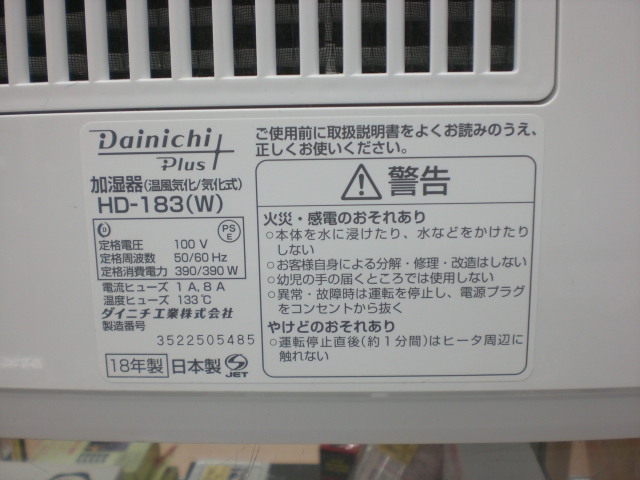 Dainichi
Plus
加湿器(温風気化/気化式)
HD-183(W)
PS
E
定格電圧 100 V
定格周波数 50/60 Hz
定格消費電力 390/390 W
電流ヒューズ 1 A, 8 A
温度ヒューズ 133℃
ダイニチ工業株式会社
製造番号
3522505485
18年製 日本製 JET
ご使用前に取扱説明書をよくお読みのうえ、
正しくお使いください。
警告
火災・感電のおそれあり
○本体を水に浸けたり、水などをかけたり
しない
○お客様自身による分解・修理・改造はしない
○幼児の手の届くところでは使用しない
○異常・故障時は運転を停止し、電源プラグ
をコンセントから抜く
やけどのおそれあり
○運転停止直後(約1分間)はヒータ周辺に
触れない